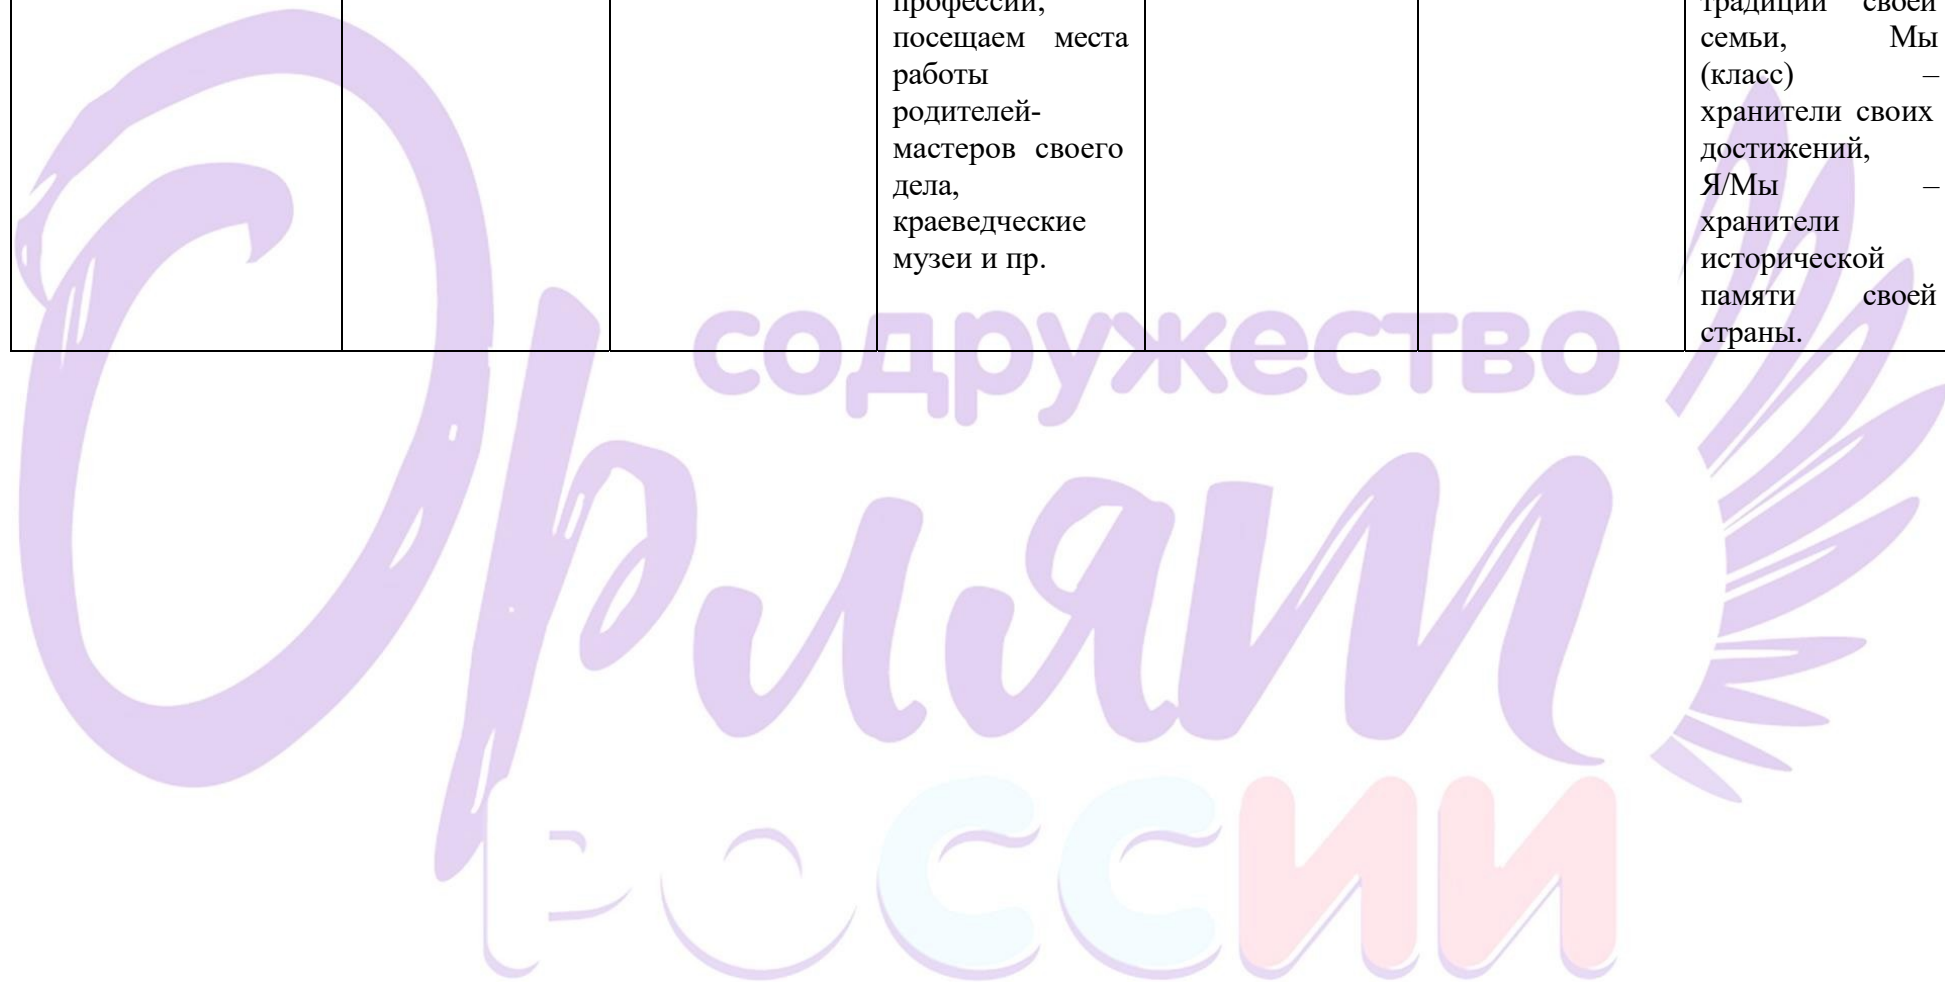 профессии,
посещаем места
работы
родителей-
мастеров своего
дела,
краеведческие
музеи и пр.
традиций своей
семьи, Мы
(класс) –
хранители своих
достижений,
Я/Мы –
хранители
исторической
памяти своей
страны.
содружество
Орлят
РОССИИ